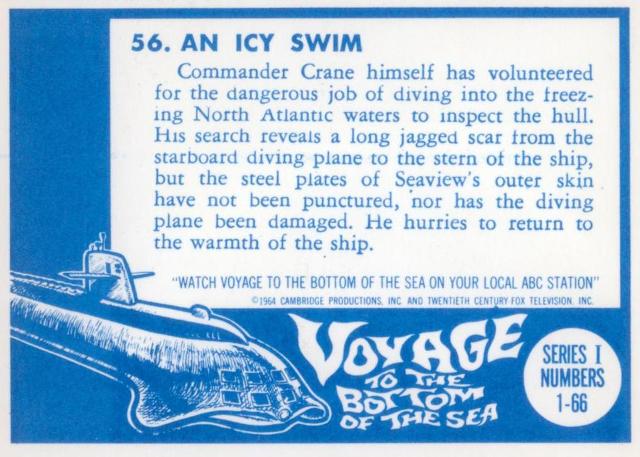 56. AN ICY SWIM
Commander Crane himself has volunteered
for the dangerous job of diving into the freez-
ing North Atlantic waters to inspect the hull.
His search reveals a long jagged scar from the
starboard diving plane to the stern of the ship,
but the steel plates of Seaview's outer skin
have not been punctured, nor has the diving
plane been damaged. He hurries to return to
the warmth of the ship.
"WATCH VOYAGE TO THE BOTTOM OF THE SEA ON YOUR LOCAL ABC STATION"
©1964 CAMBRIDGE PRODUCTIONS, INC. AND TWENTIETH CENTURY FOX TELEVISION, INC.
VOYAGE
TO THE
BOTTOM
OF THE SEA
SERIES I
NUMBERS
1-66